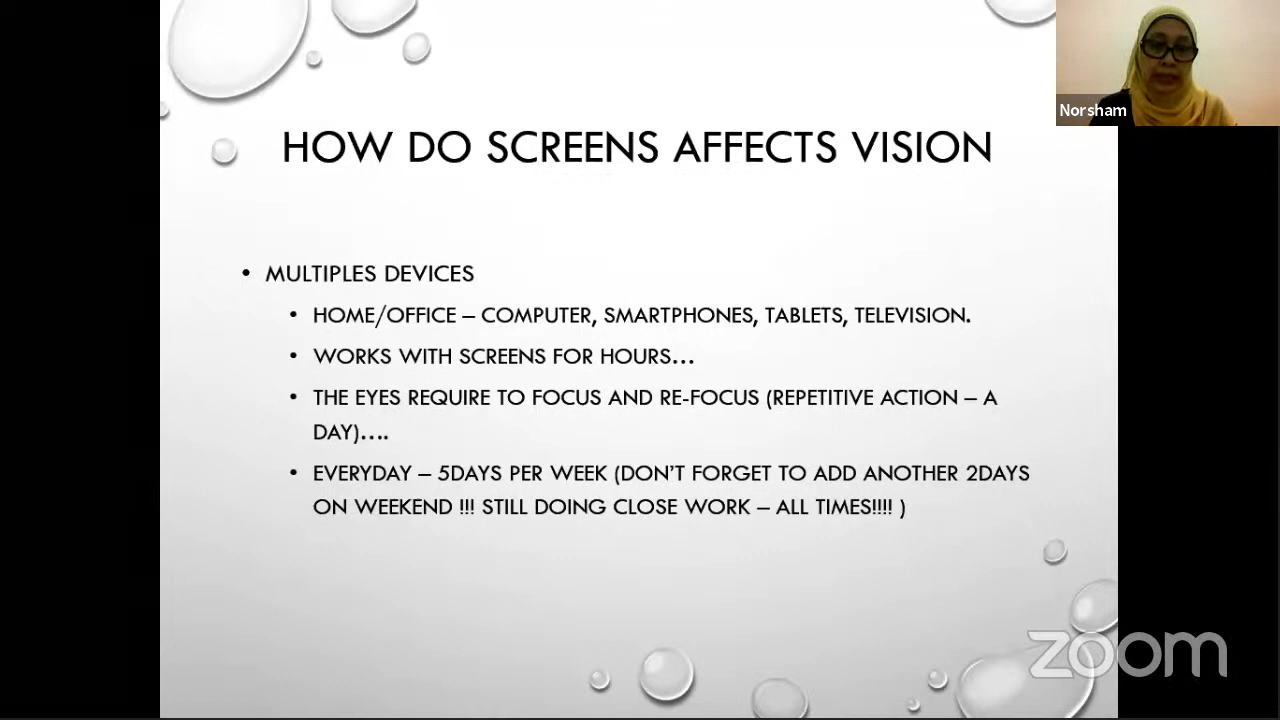 Norsham
HOW DO SCREENS AFFECTS VISION
• MULTIPLES DEVICES
• HOME/OFFICE – COMPUTER, SMARTPHONES, TABLETS, TELEVISION.
• WORKS WITH SCREENS FOR HOURS...
• THE EYES REQUIRE TO FOCUS AND RE-FOCUS (REPETITIVE ACTION – A
DAY)....
• EVERYDAY – 5DAYS PER WEEK (DON'T FORGET TO ADD ANOTHER 2DAYS
ON WEEKEND !!! STILL DOING CLOSE WORK – ALL TIMES!!!! )
zoom